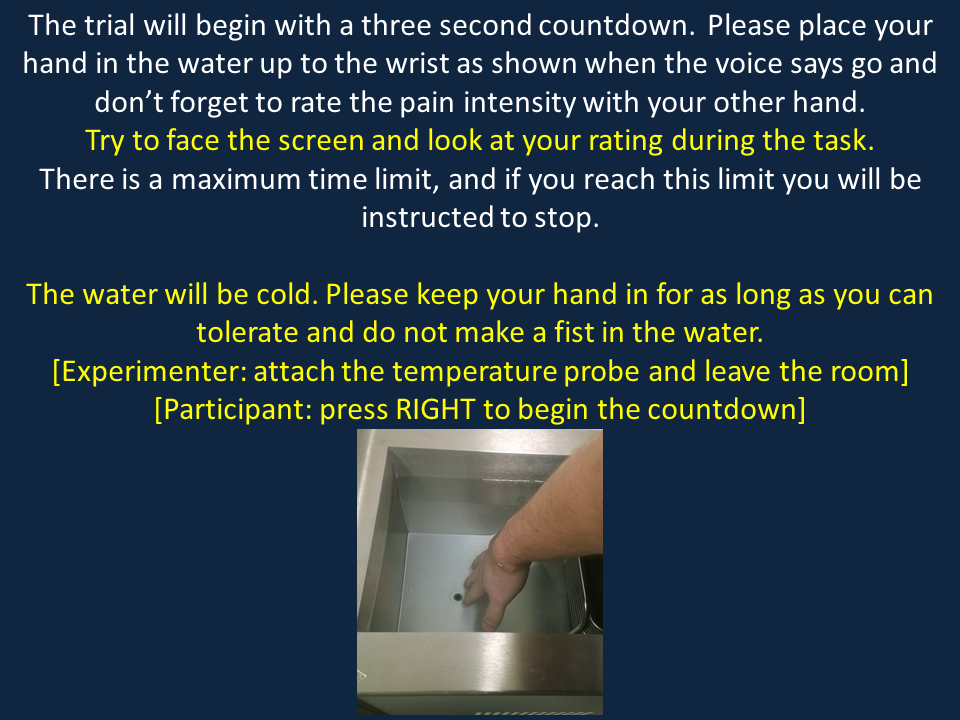 The trial will begin with a three second countdown.  Please place your
hand in the water up to the wrist as shown when the voice says go and
don’t forget to rate the pain intensity with your other hand.
Try to face the screen and look at your rating during the task.
There is a maximum time limit, and if you reach this limit you will be
instructed to stop.
The water will be cold. Please keep your hand in for as long as you can
tolerate and do not make a fist in the water.
[Experimenter: attach the temperature probe and leave the room]
[Participant: press RIGHT to begin the countdown]